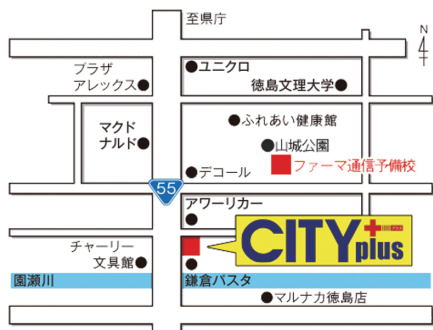 至県庁
N
4
プラザ
アレックス
ユニクロ
徳島文理大学
ふれあい健康館
マクド
ナルド
山城公園
ファーマ通信予備校
デコール
55
アワーリカー
CITY
plus
チャーリー
文具館
園瀬川
鎌倉パスタ
マルナカ徳島店